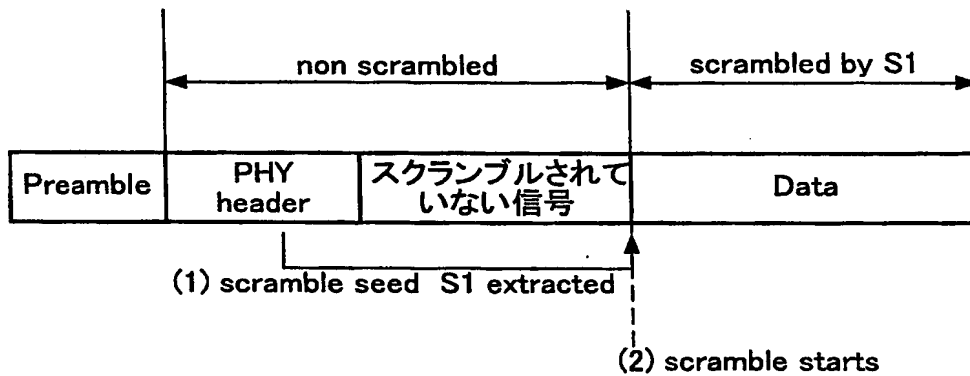 non scrambled
scrambled by S1
Preamble
PHY
header
スクランブルされて
いない信号
Data
(1) scramble seed S1 extracted
(2) scramble starts